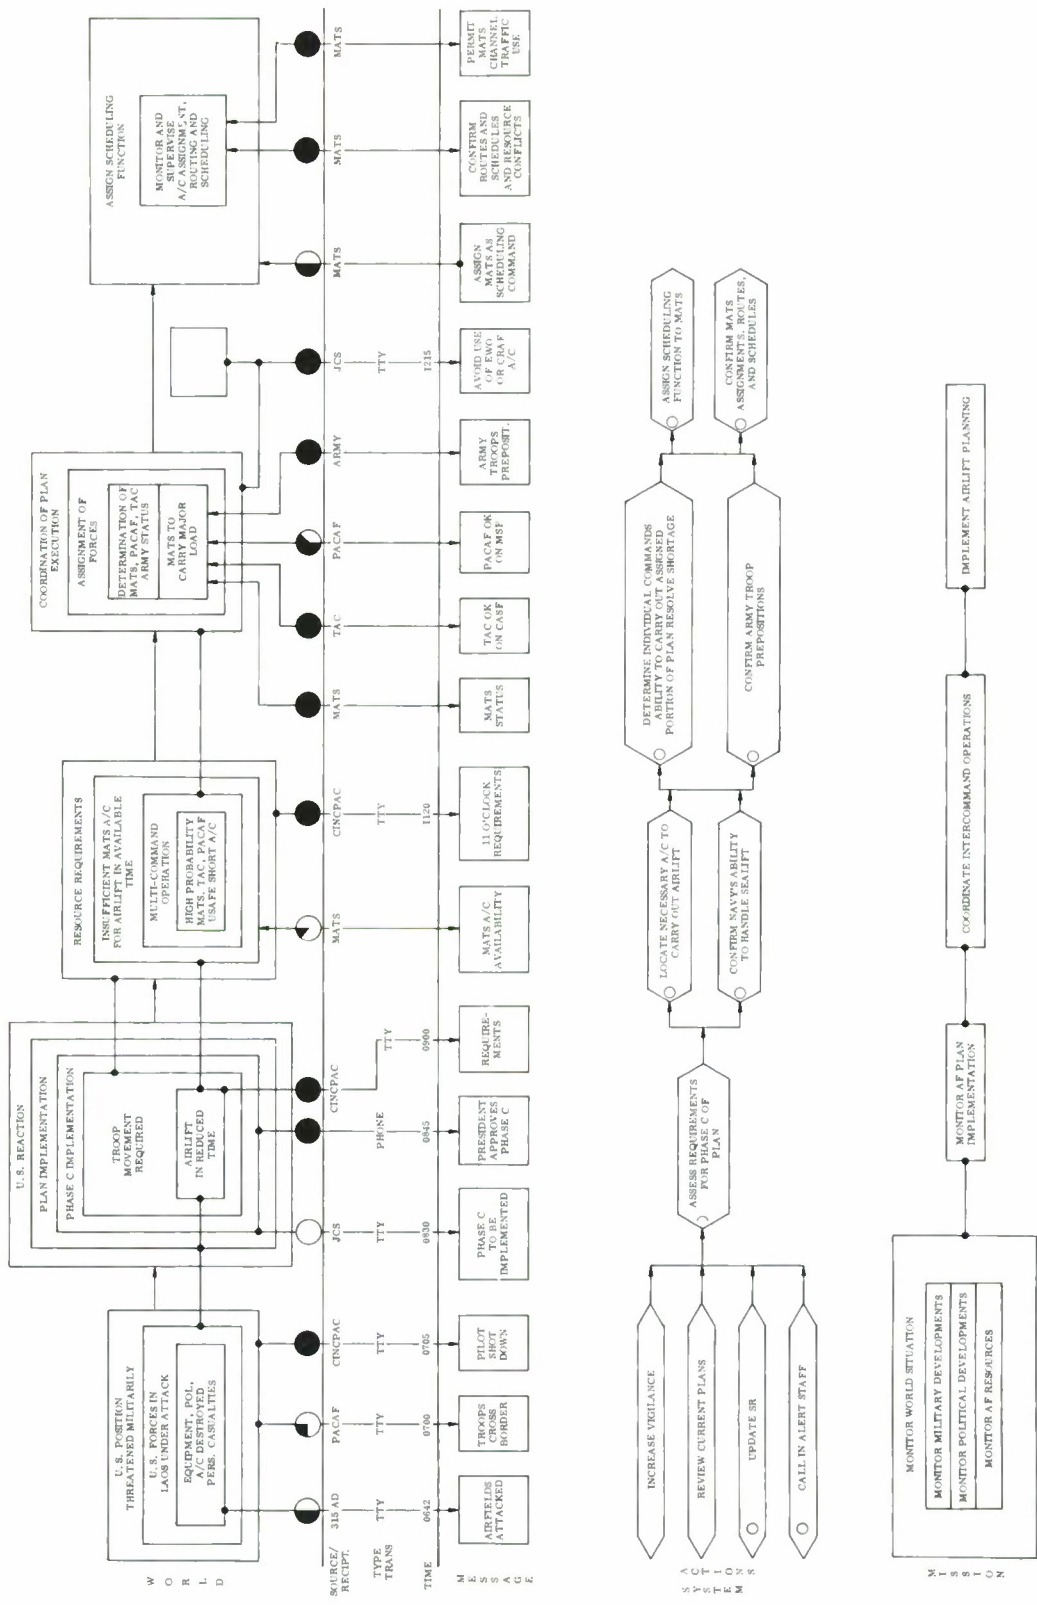 WORLD
U.S. POSITION
THREATENED MILITARILY
U.S. FORCES IN
LAOS UNDER ATTACK
EQUIPMENT, POL,
A/C DESTROYED
PERS. CASUALTIES
U.S. REACTION
PLAN IMPLEMENTATION
PHASE C IMPLEMENTATION
TROOP
MOVEMENT
REQUIRED
AIRLIFT
IN REDUCED
TIME
RESOURCE REQUIREMENTS
INSUFFICIENT MATS A/C
FOR AIRLIFT IN AVAILABLE
TIME
MULTI-COMMAND
OPERATION
HIGH PROBABILITY
MATS, TAC, PACAF
USAFE SHORT A/C
COORDINATION OF PLAN
EXECUTION
ASSIGNMENT OF
FORCES
DETERMINATION OF
MATS, PACAF, TAC
ARMY STATUS
MATS TO
CARRY MAJOR
LOAD
ASSIGN SCHEDULING
FUNCTION
MONITOR AND
SUPERVISE
A/C ASSIGNMENT,
ROUTING AND
SCHEDULING
SOURCE/
RECIPT.
315 AD
PACAF
CINCPAC
JCS
CINCPAC
MATS
CINCPAC
MATS
TAC
PACAF
ARMY
JCS
MATS
MATS
MATS
TYPE
TRANS
TTY
TTY
TTY
TTY
PHONE
TTY
TTY
TTY
TIME
0642
0700
0705
0830
0845
0900
1120
1215
MESSAGE
AIRFIELDS
ATTACKED
TROOPS
CROSS
BORDER
PILOT
SHOT
DOWN
PHASE C
TO BE
IMPLEMENTED
PRESIDENT
APPROVES
PHASE C
REQUIRE-
MENTS
MATS A/C
AVAILABILITY
11 O'CLOCK
REQUIREMENTS
MATS
STATUS
TAC OK
ON CASF
PACAF OK
ON MSF
ARMY
TROOPS
PREPOSIT.
AVOID USE
OF EWO
OR CRAF
A/C
ASSIGN
MATS AS
SCHEDULING
COMMAND
CONFIRM
ROUTES AND
SCHEDULES
AND RESOURCE
CONFLICTS
PERMIT
MATS
CHANNEL
TRAFFIC
USE
SYSTEM
ACTIONS
INCREASE VIGILANCE
REVIEW CURRENT PLANS
UPDATE SR
CALL IN ALERT STAFF
ASSESS REQUIREMENTS
FOR PHASE C OF
PLAN
LOCATE NECESSARY A/C TO
CARRY OUT AIRLIFT
CONFIRM NAVY'S ABILITY
TO HANDLE SEALIFT
DETERMINE INDIVIDUAL COMMANDS
ABILITY TO CARRY OUT ASSIGNED
PORTION OF PLAN RESOLVE SHORTAGE
CONFIRM ARMY TROOP
PREPOSITIONS
ASSIGN SCHEDULING
FUNCTION TO MATS
CONFIRM MATS
ASSIGNMENTS, ROUTES,
AND SCHEDULES
MISSION
MONITOR WORLD SITUATION
MONITOR MILITARY DEVELOPMENTS
MONITOR POLITICAL DEVELOPMENTS
MONITOR AF RESOURCES
MONITOR AF PLAN
IMPLEMENTATION
COORDINATE INTERCOMMAND OPERATIONS
IMPLEMENT AIRLIFT PLANNING